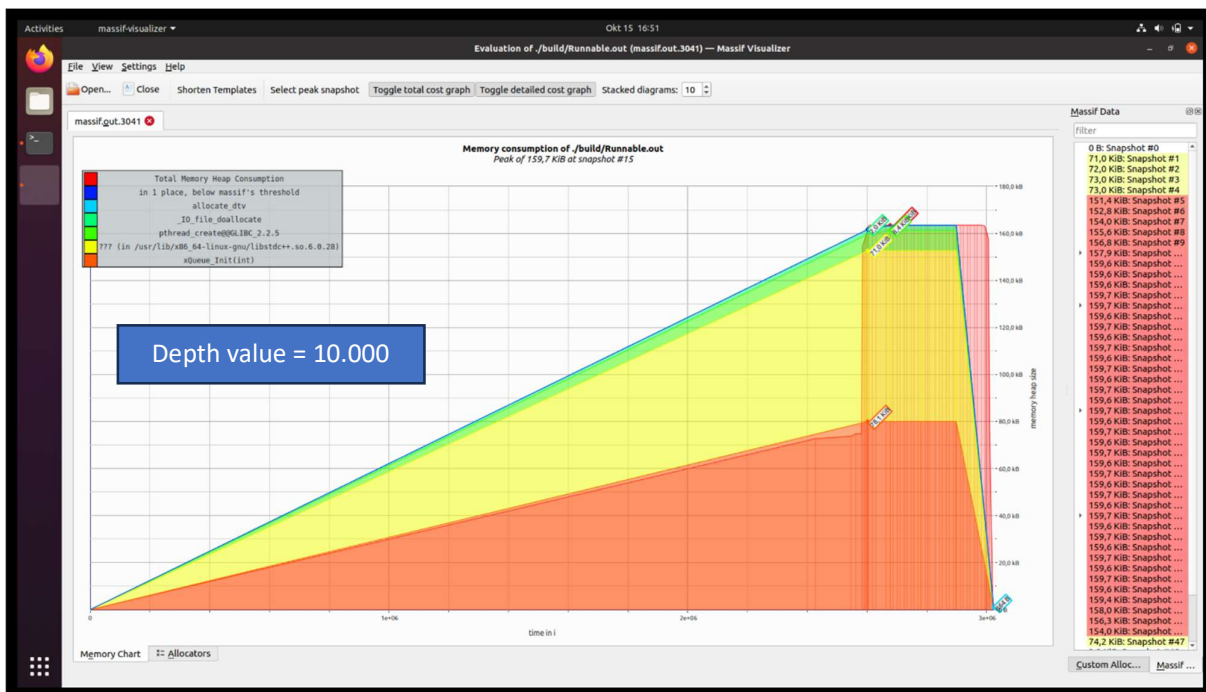 Activities
massif-visualizer
Okt 15 16:51
Evaluation of ./build/Runnable.out (massif.out.3041) — Massif Visualizer
File View Settings Help
Open... Close Shorten Templates Select peak snapshot Toggle total cost graph Toggle detailed cost graph Stacked diagrams: 10
massif.out.3041
Memory consumption of ./build/Runnable.out
Peak of 159,7 KiB at snapshot #15
Total Memory Heap Consumption
in 1 place, below massif's threshold
allocate_dtv
_IO_file_doallocate
pthread_create@@GLIBC_2.2.5
??? (in /usr/lib/x86_64-linux-gnu/libstdc++.so.6.0.28)
xQueue_Init(int)
Depth value = 10.000
71,0 KiB
78,1 KiB
180,0 kB
160,0 kB
140,0 kB
120,0 kB
100,0 kB
80,0 kB
60,0 kB
40,0 kB
20,0 kB
memory heap size
0
1e+06
2e+06
3e+06
time in i
Memory Chart Allocators
Massif Data
filter
0 B: Snapshot #0
71,0 KiB: Snapshot #1
72,0 KiB: Snapshot #2
73,0 KiB: Snapshot #3
73,0 KiB: Snapshot #4
151,4 KiB: Snapshot #5
152,8 KiB: Snapshot #6
154,0 KiB: Snapshot #7
155,6 KiB: Snapshot #8
156,8 KiB: Snapshot #9
157,9 KiB: Snapshot ...
159,6 KiB: Snapshot ...
159,6 KiB: Snapshot ...
159,6 KiB: Snapshot ...
159,7 KiB: Snapshot ...
159,7 KiB: Snapshot ...
159,6 KiB: Snapshot ...
159,7 KiB: Snapshot ...
159,6 KiB: Snapshot ...
159,7 KiB: Snapshot ...
159,6 KiB: Snapshot ...
159,7 KiB: Snapshot ...
159,6 KiB: Snapshot ...
159,7 KiB: Snapshot ...
159,6 KiB: Snapshot ...
159,7 KiB: Snapshot ...
159,6 KiB: Snapshot ...
159,7 KiB: Snapshot ...
159,6 KiB: Snapshot ...
159,7 KiB: Snapshot ...
159,6 KiB: Snapshot ...
159,7 KiB: Snapshot ...
159,6 KiB: Snapshot ...
159,7 KiB: Snapshot ...
159,6 KiB: Snapshot ...
159,7 KiB: Snapshot ...
159,6 KiB: Snapshot ...
159,7 KiB: Snapshot ...
159,6 KiB: Snapshot ...
159,7 KiB: Snapshot ...
159,6 KiB: Snapshot ...
159,7 KiB: Snapshot ...
159,6 KiB: Snapshot ...
159,4 KiB: Snapshot ...
158,0 KiB: Snapshot ...
156,3 KiB: Snapshot ...
154,0 KiB: Snapshot ...
74,2 KiB: Snapshot #47
Custom Alloc... Massif ...